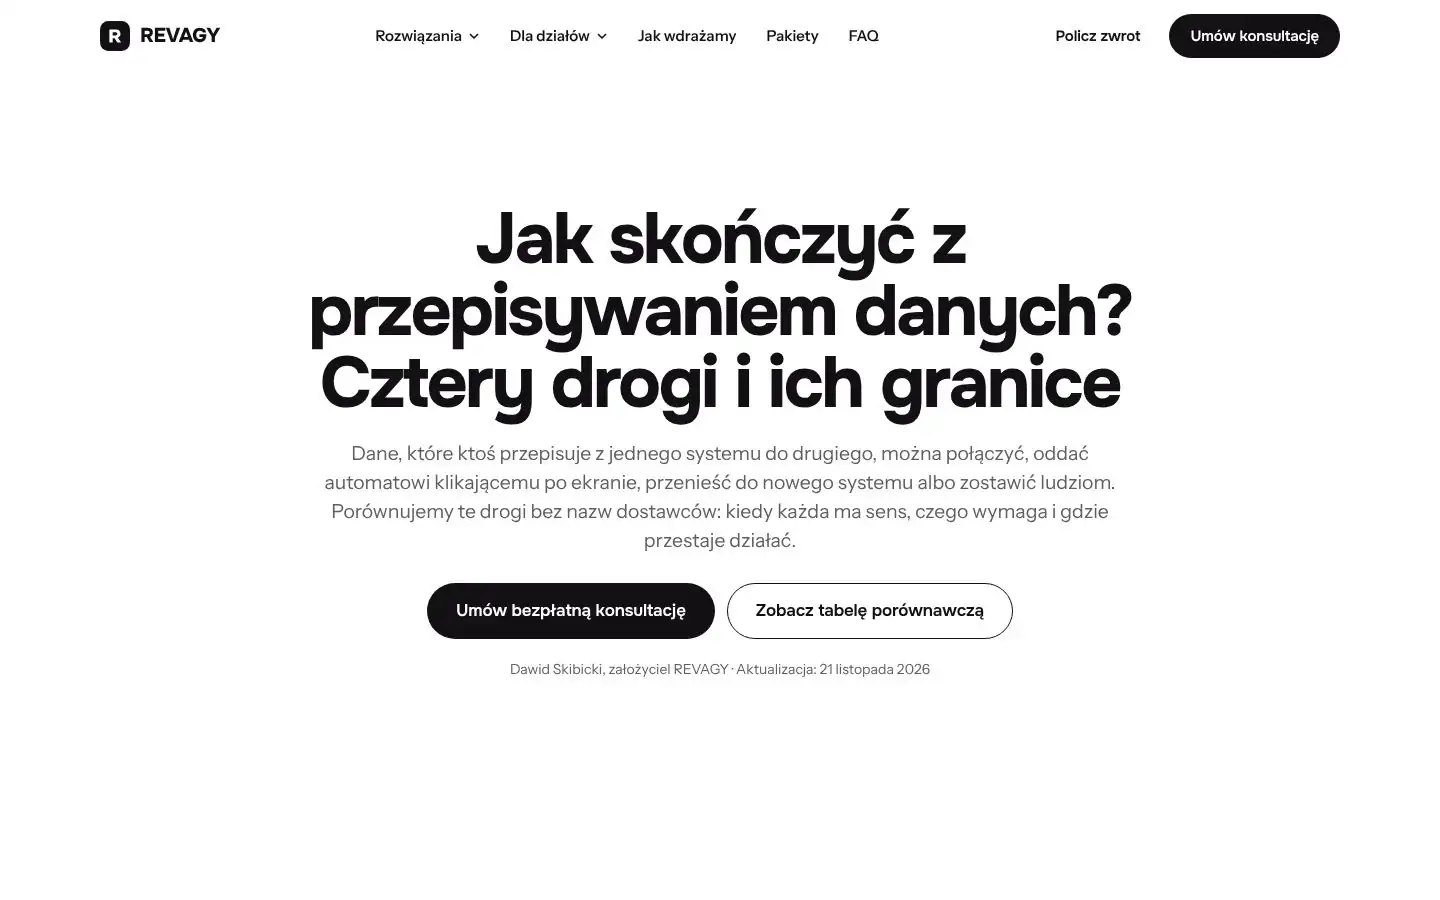 R REVAGY
Rozwiązania Dla działów Jak wdrażamy Pakiety FAQ Policz zwrot Umów konsultację
Jak skończyć z
przepisywaniem danych?
Cztery drogi i ich granice
Dane, które ktoś przepisuje z jednego systemu do drugiego, można połączyć, oddać
automatowi klikającemu po ekranie, przenieść do nowego systemu albo zostawić ludziom.
Porównujemy te drogi bez nazw dostawców: kiedy każda ma sens, czego wymaga i gdzie
przestaje działać.
Umów bezpłatną konsultację Zobacz tabelę porównawczą
Dawid Skibicki, założyciel REVAGY · Aktualizacja: 21 listopada 2026